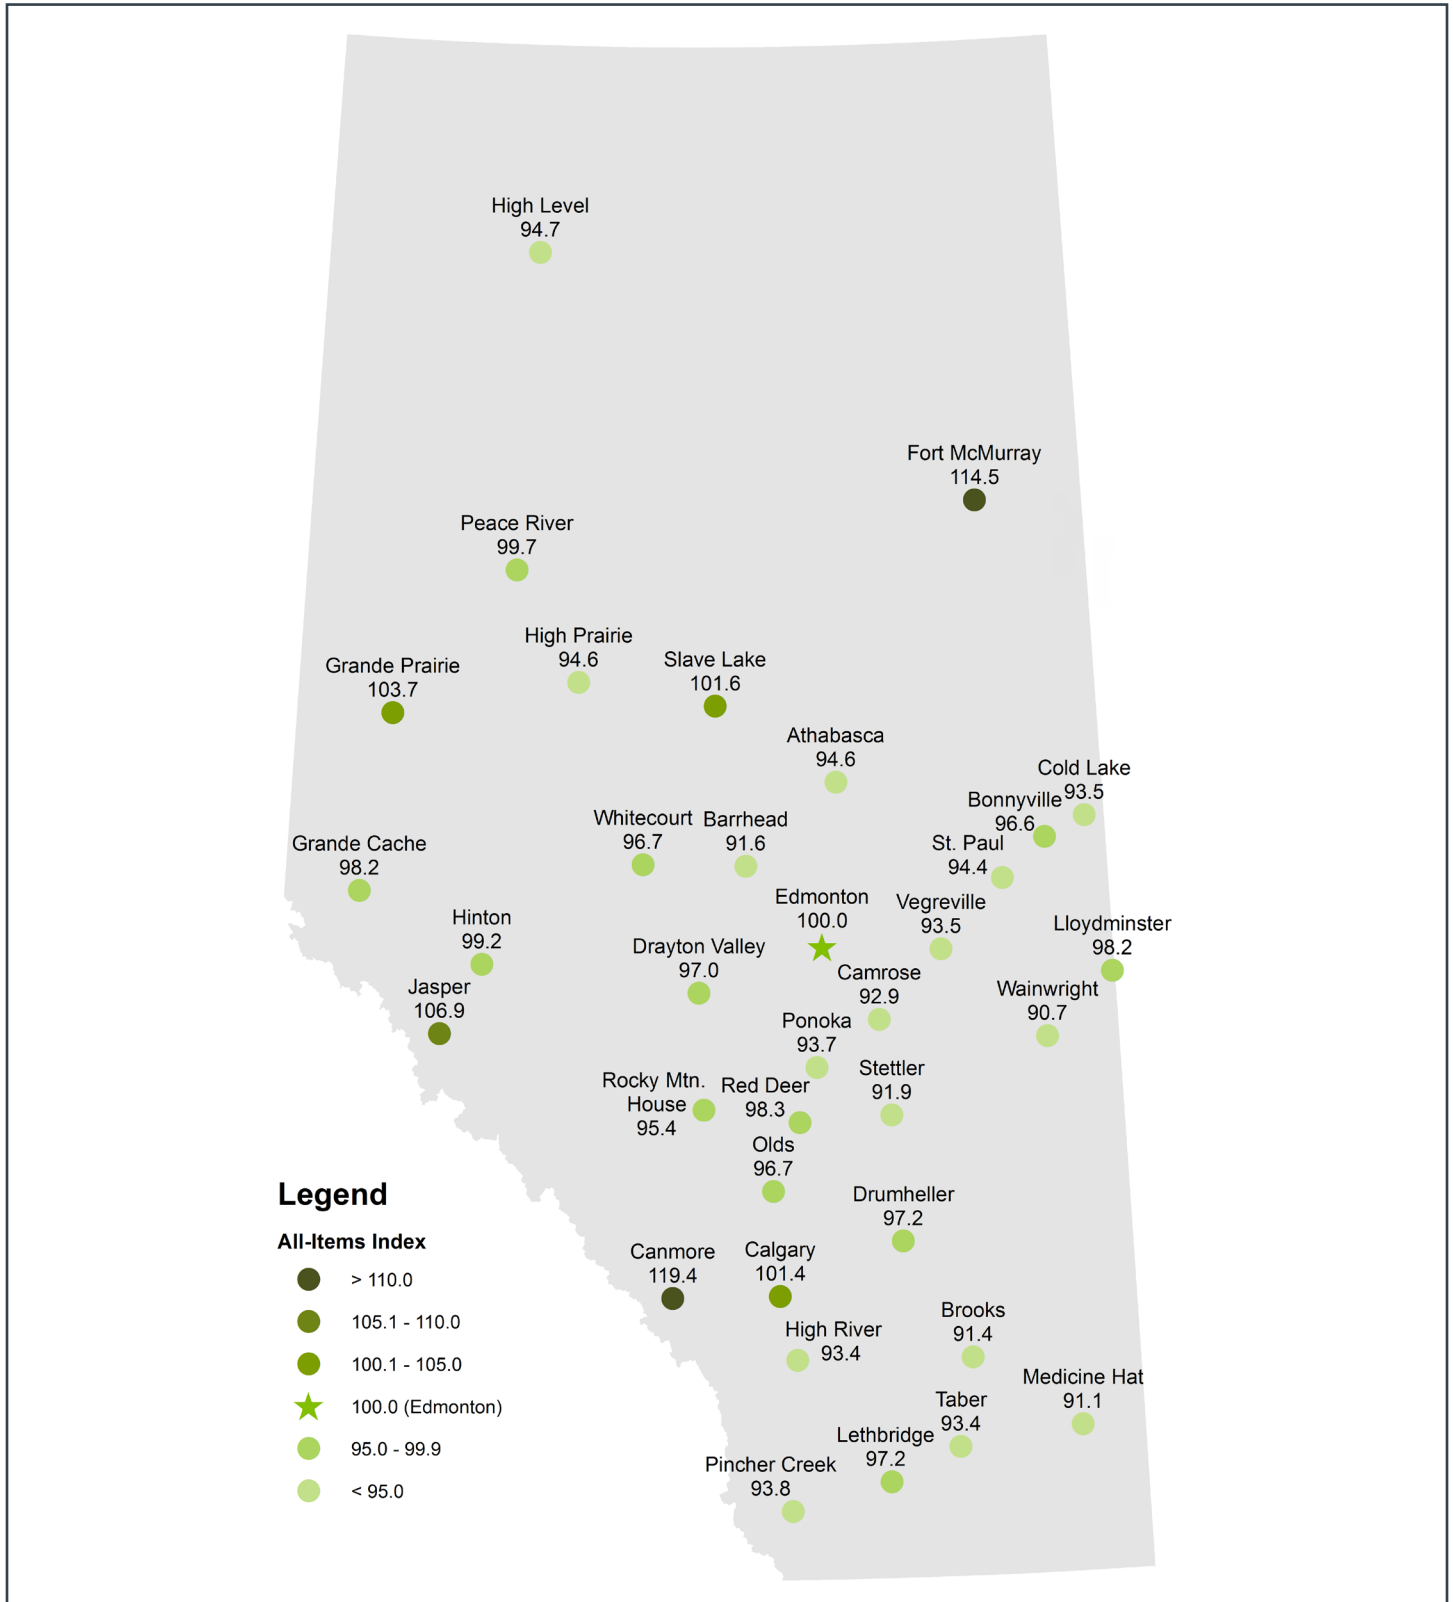 High Level
94.7
Fort McMurray
114.5
Peace River
99.7
High Prairie
94.6
Slave Lake
101.6
Grande Prairie
103.7
Athabasca
94.6
Cold Lake
93.5
Bonnyville
96.6
St. Paul
94.4
Whitecourt
96.7
Barrhead
91.6
Grande Cache
98.2
Edmonton
100.0
Vegreville
93.5
Hinton
99.2
Lloydminster
98.2
Drayton Valley
97.0
Camrose
92.9
Jasper
106.9
Wainwright
90.7
Ponoka
93.7
Stettler
91.9
Rocky Mtn.
House
95.4
Red Deer
98.3
Olds
96.7
Drumheller
97.2
Canmore
119.4
Calgary
101.4
High River
93.4
Brooks
91.4
Medicine Hat
91.1
Taber
93.4
Lethbridge
97.2
Pincher Creek
93.8
Legend
All-Items Index
> 110.0
105.1 - 110.0
100.1 - 105.0
100.0 (Edmonton)
95.0 - 99.9
< 95.0